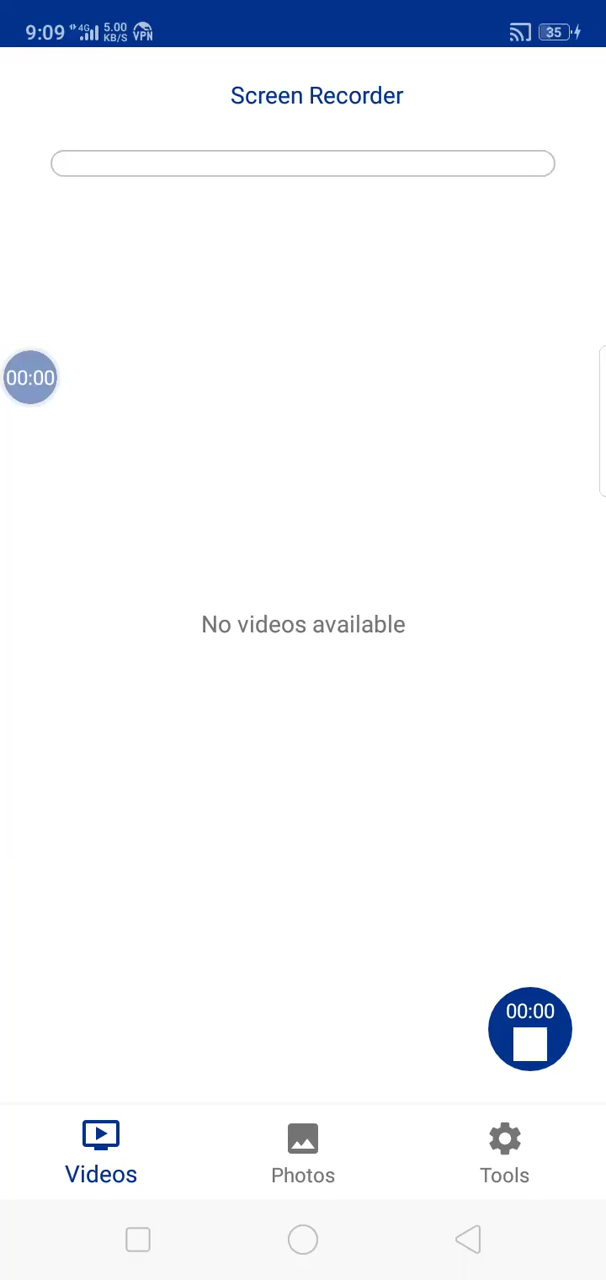 9:09 4G 5.00 KB/S VPN 35
Screen Recorder
00:00
No videos available
00:00
Videos Photos Tools